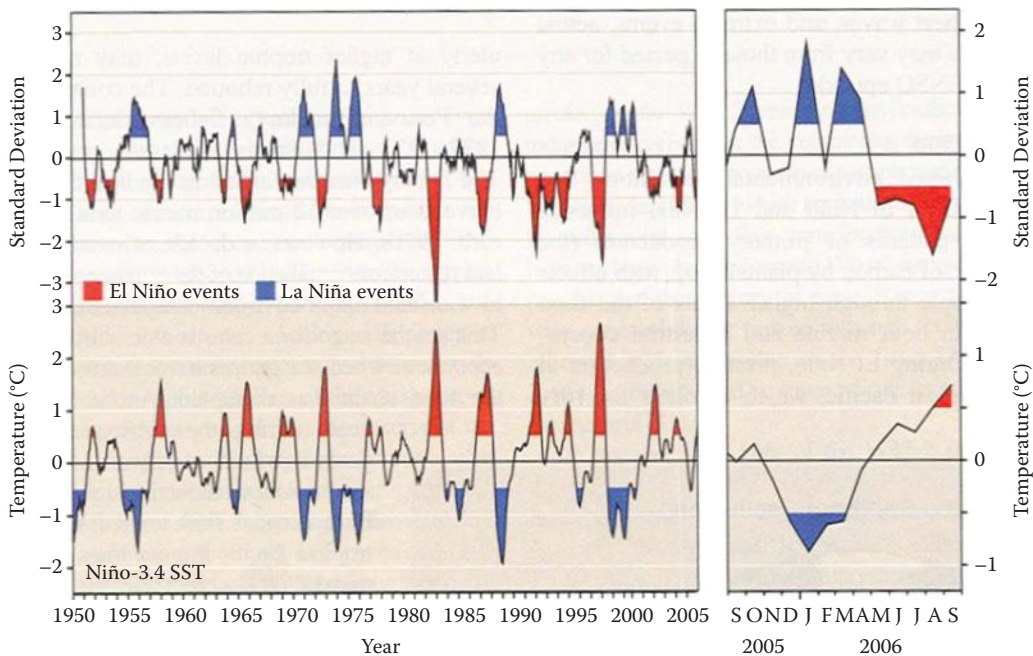 3
2
1
0
−1
−2
−3
Standard Deviation
El Niño events
La Niña events
2
1
0
−1
−2
Standard Deviation
3
2
1
0
−1
−2
Temperature (°C)
Niño-3.4 SST
1950 1955 1960 1965 1970 1975 1980 1985 1990 1995 2000 2005
Year
1
0
−1
Temperature (°C)
S O N D J F M A M J J A S
2005 2006